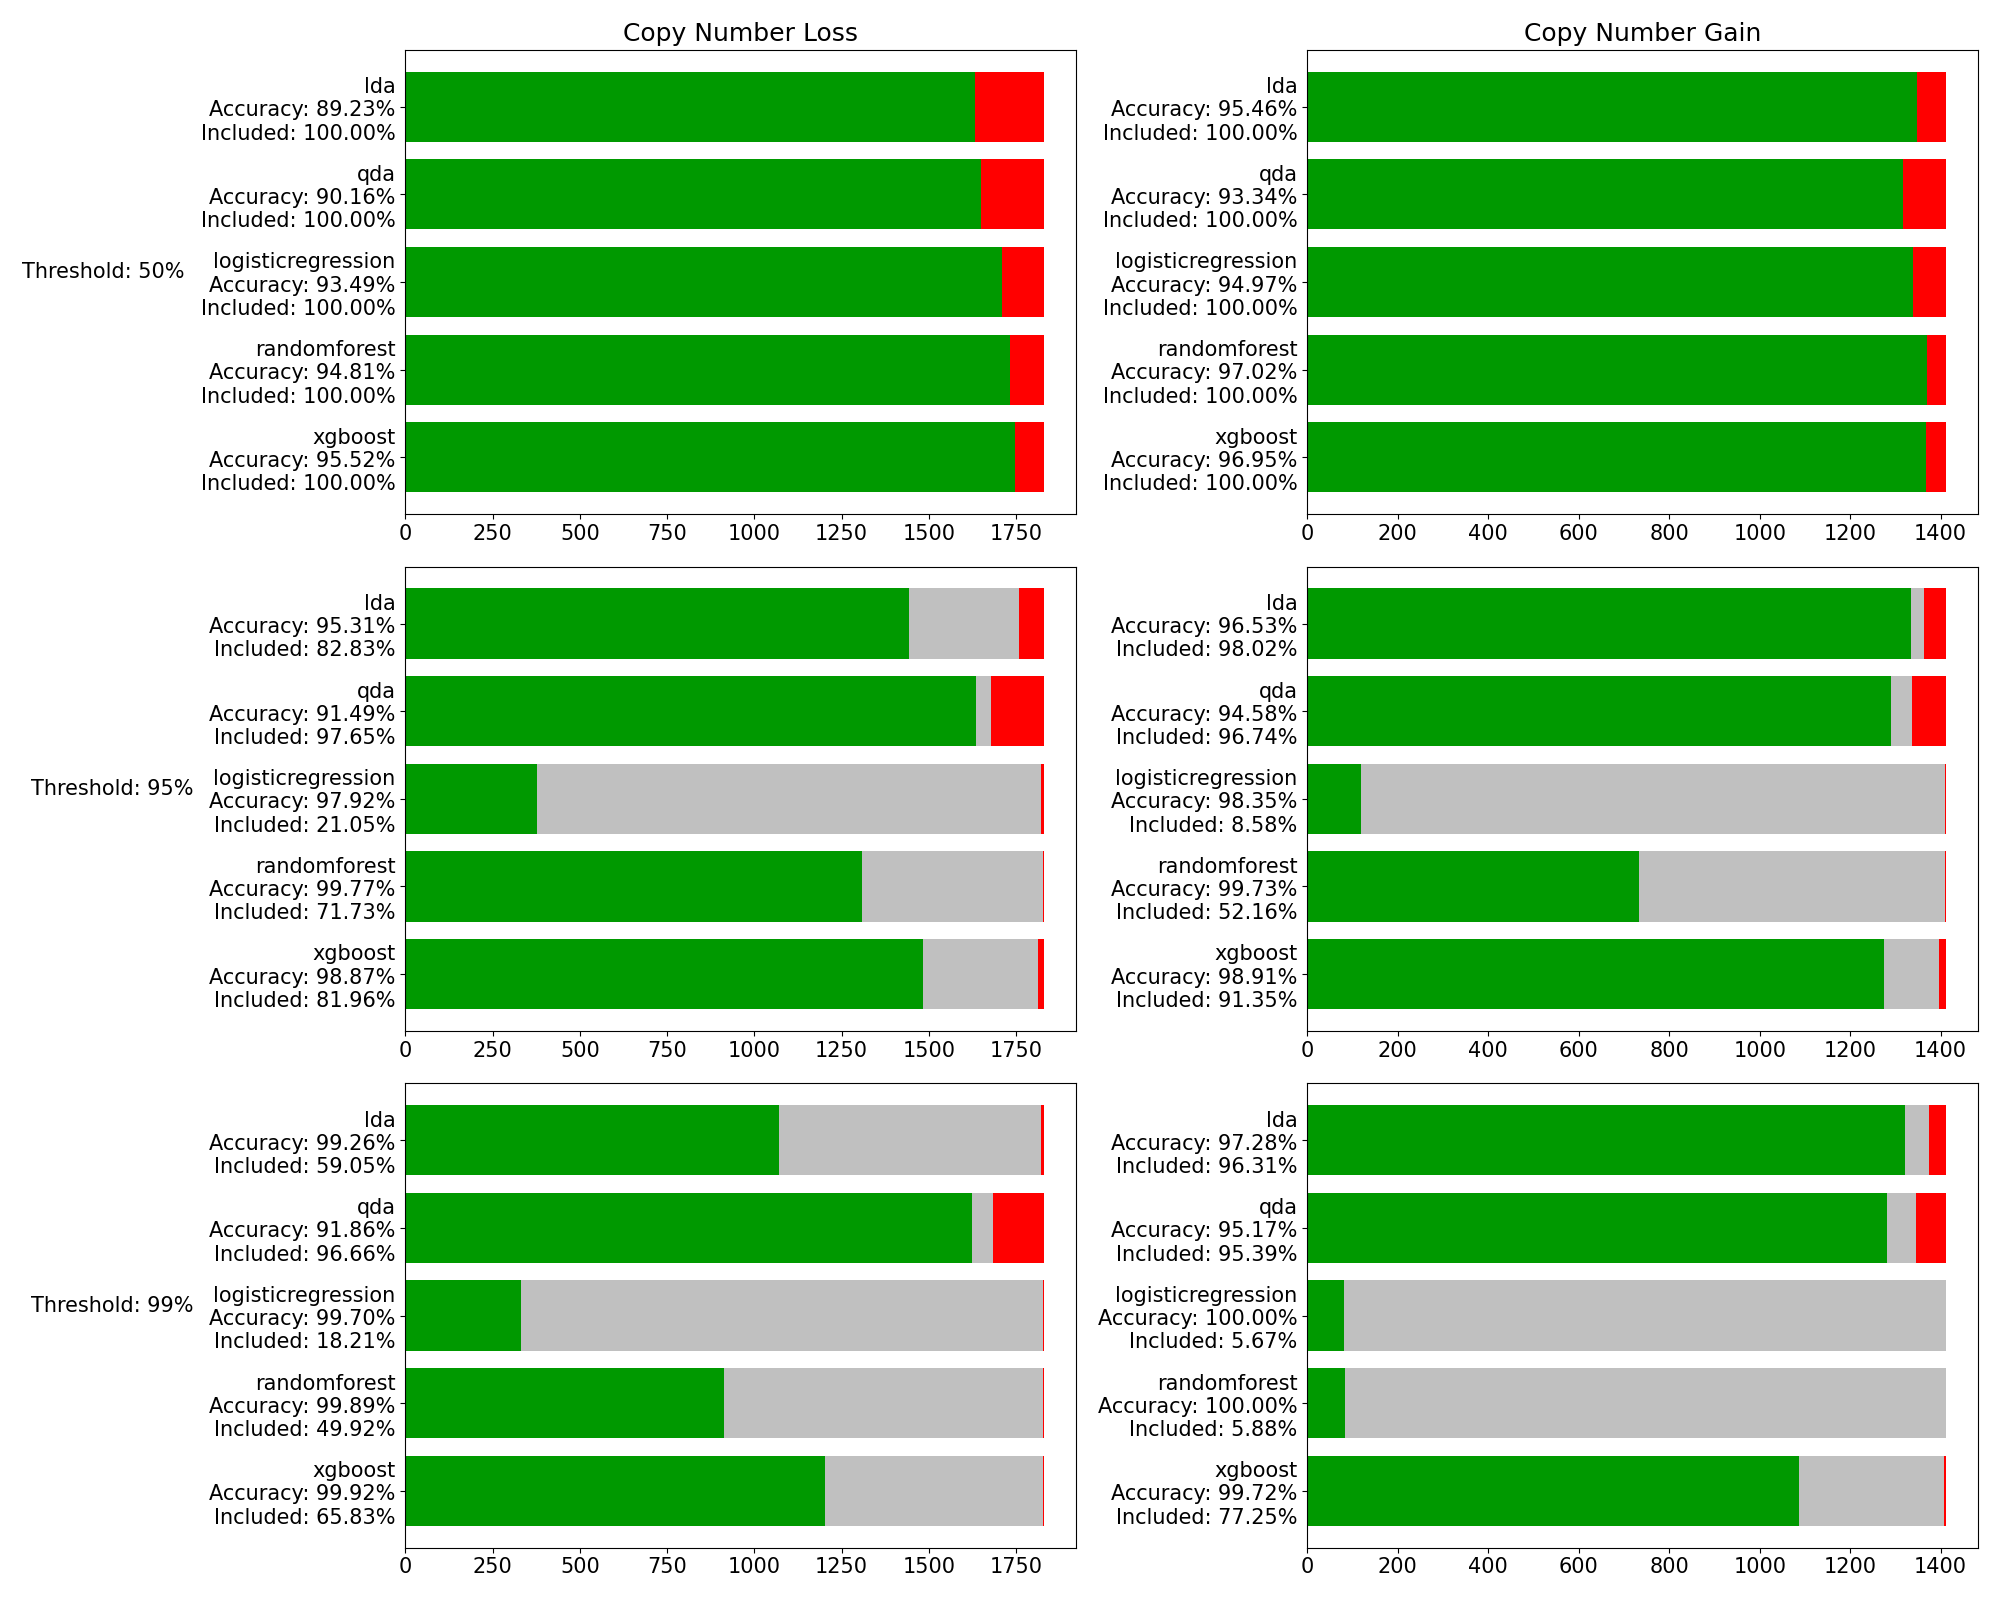 Copy Number Loss
Copy Number Gain
Threshold: 50%
lda
Accuracy: 89.23%
Included: 100.00%
qda
Accuracy: 90.16%
Included: 100.00%
logisticregression
Accuracy: 93.49%
Included: 100.00%
randomforest
Accuracy: 94.81%
Included: 100.00%
xgboost
Accuracy: 95.52%
Included: 100.00%
0 250 500 750 1000 1250 1500 1750
lda
Accuracy: 95.46%
Included: 100.00%
qda
Accuracy: 93.34%
Included: 100.00%
logisticregression
Accuracy: 94.97%
Included: 100.00%
randomforest
Accuracy: 97.02%
Included: 100.00%
xgboost
Accuracy: 96.95%
Included: 100.00%
0 200 400 600 800 1000 1200 1400
Threshold: 95%
lda
Accuracy: 95.31%
Included: 82.83%
qda
Accuracy: 91.49%
Included: 97.65%
logisticregression
Accuracy: 97.92%
Included: 21.05%
randomforest
Accuracy: 99.77%
Included: 71.73%
xgboost
Accuracy: 98.87%
Included: 81.96%
0 250 500 750 1000 1250 1500 1750
lda
Accuracy: 96.53%
Included: 98.02%
qda
Accuracy: 94.58%
Included: 96.74%
logisticregression
Accuracy: 98.35%
Included: 8.58%
randomforest
Accuracy: 99.73%
Included: 52.16%
xgboost
Accuracy: 98.91%
Included: 91.35%
0 200 400 600 800 1000 1200 1400
Threshold: 99%
lda
Accuracy: 99.26%
Included: 59.05%
qda
Accuracy: 91.86%
Included: 96.66%
logisticregression
Accuracy: 99.70%
Included: 18.21%
randomforest
Accuracy: 99.89%
Included: 49.92%
xgboost
Accuracy: 99.92%
Included: 65.83%
0 250 500 750 1000 1250 1500 1750
lda
Accuracy: 97.28%
Included: 96.31%
qda
Accuracy: 95.17%
Included: 95.39%
logisticregression
Accuracy: 100.00%
Included: 5.67%
randomforest
Accuracy: 100.00%
Included: 5.88%
xgboost
Accuracy: 99.72%
Included: 77.25%
0 200 400 600 800 1000 1200 1400